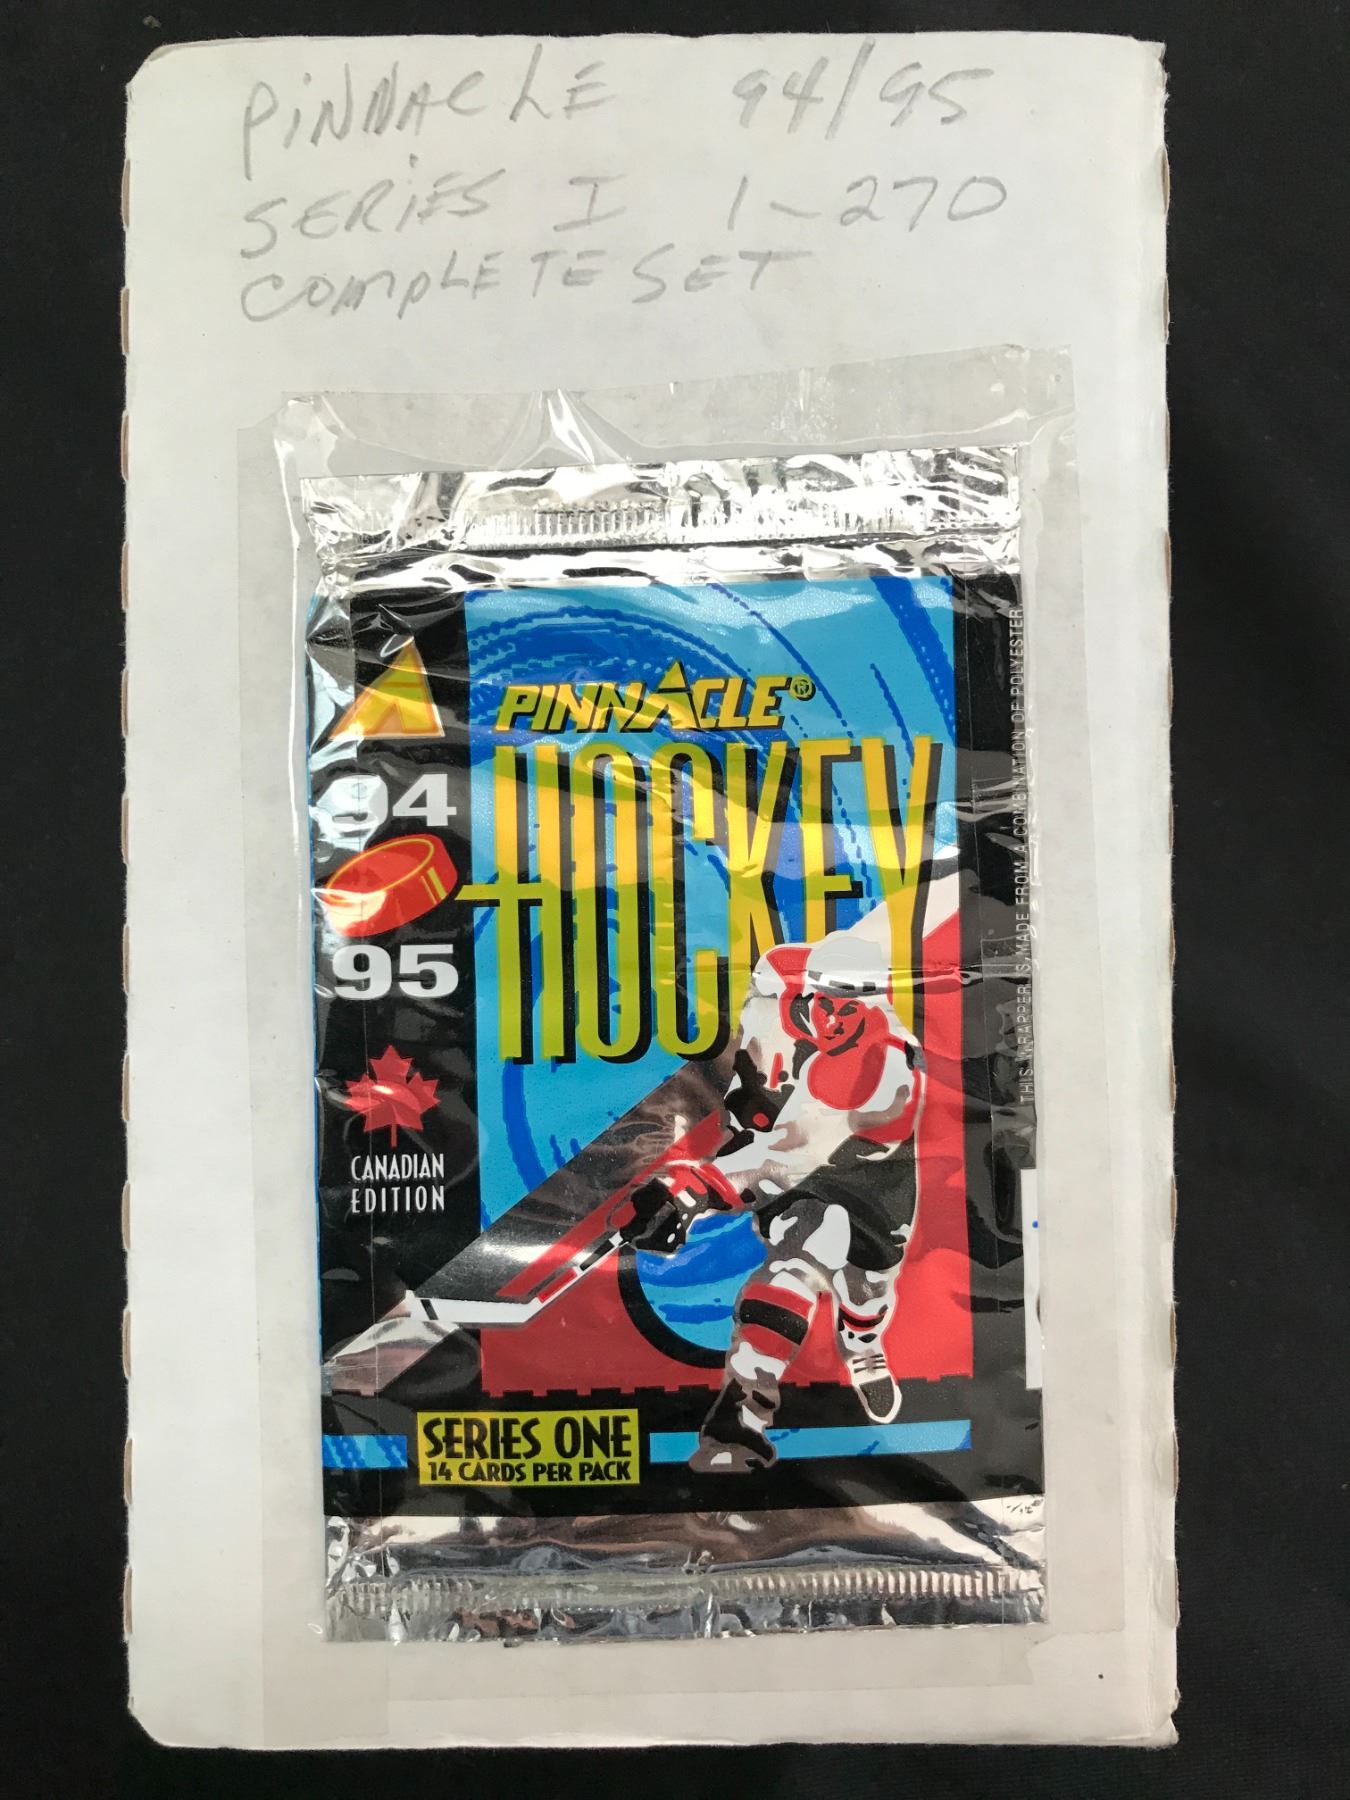 PINNACLE 94/95
SERIES I 1-270
COMPLETE SET
PINNACLE®
HOCKEY
94
95
CANADIAN
EDITION
SERIES ONE
14 CARDS PER PACK
THIS WRAPPER IS MADE FROM A COMBINATION OF POLYESTER